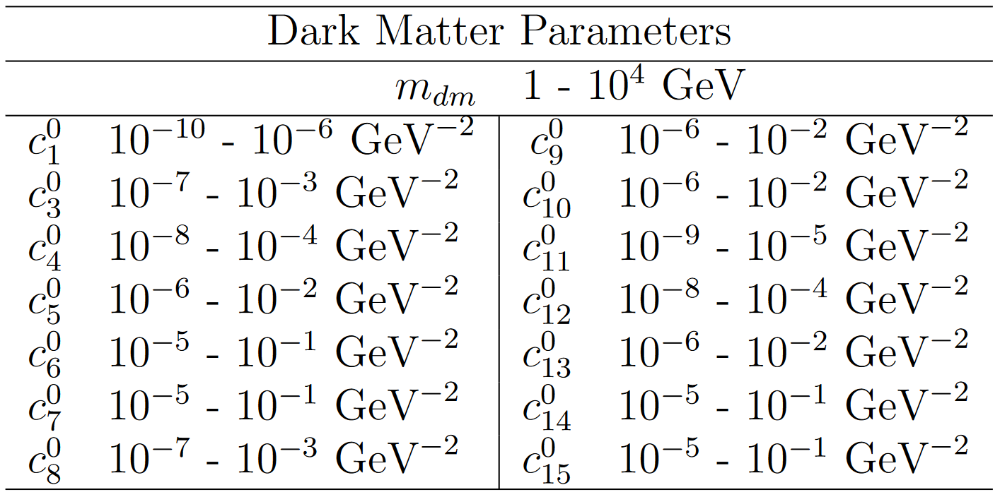 Dark Matter Parameters
m_{dm} 1 - 10^4 GeV
c_1^0 10^{-10} - 10^{-6} GeV^{-2} c_9^0 10^{-6} - 10^{-2} GeV^{-2}
c_3^0 10^{-7} - 10^{-3} GeV^{-2} c_{10}^0 10^{-6} - 10^{-2} GeV^{-2}
c_4^0 10^{-8} - 10^{-4} GeV^{-2} c_{11}^0 10^{-9} - 10^{-5} GeV^{-2}
c_5^0 10^{-6} - 10^{-2} GeV^{-2} c_{12}^0 10^{-8} - 10^{-4} GeV^{-2}
c_6^0 10^{-5} - 10^{-1} GeV^{-2} c_{13}^0 10^{-6} - 10^{-2} GeV^{-2}
c_7^0 10^{-5} - 10^{-1} GeV^{-2} c_{14}^0 10^{-5} - 10^{-1} GeV^{-2}
c_8^0 10^{-7} - 10^{-3} GeV^{-2} c_{15}^0 10^{-5} - 10^{-1} GeV^{-2}